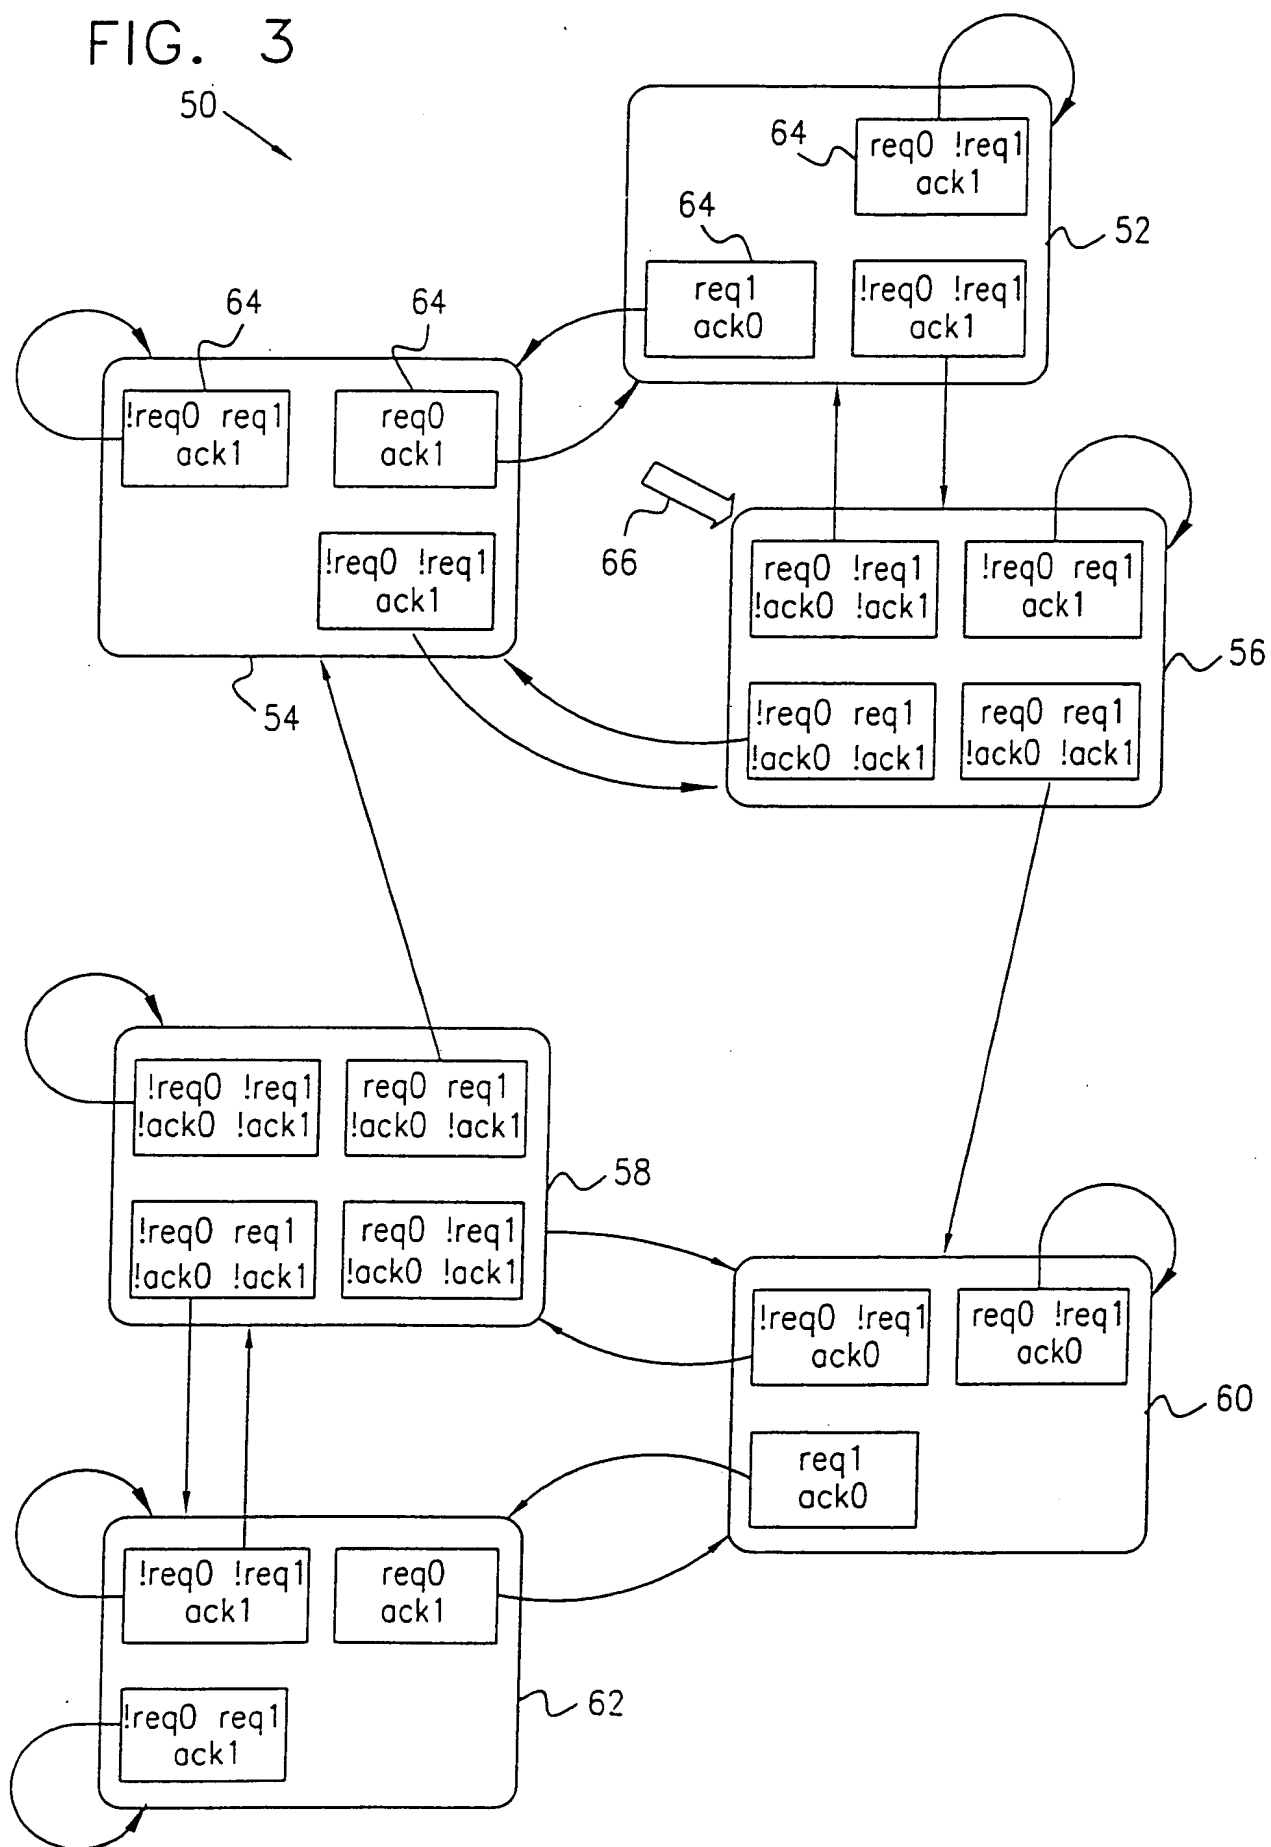 FIG. 3
50
64
req0 !req1
ack1
64
52
req1
ack0
!req0 !req1
ack1
64
64
!req0 req1
ack1
req0
ack1
!req0 !req1
ack1
54
66
req0 !req1
!ack0 !ack1
!req0 req1
ack1
56
!req0 req1
!ack0 !ack1
req0 req1
!ack0 !ack1
!req0 !req1
!ack0 !ack1
req0 req1
!ack0 !ack1
58
!req0 req1
!ack0 !ack1
req0 !req1
!ack0 !ack1
!req0 !req1
ack0
req0 !req1
ack0
60
req1
ack0
!req0 !req1
ack1
req0
ack1
62
!req0 req1
ack1